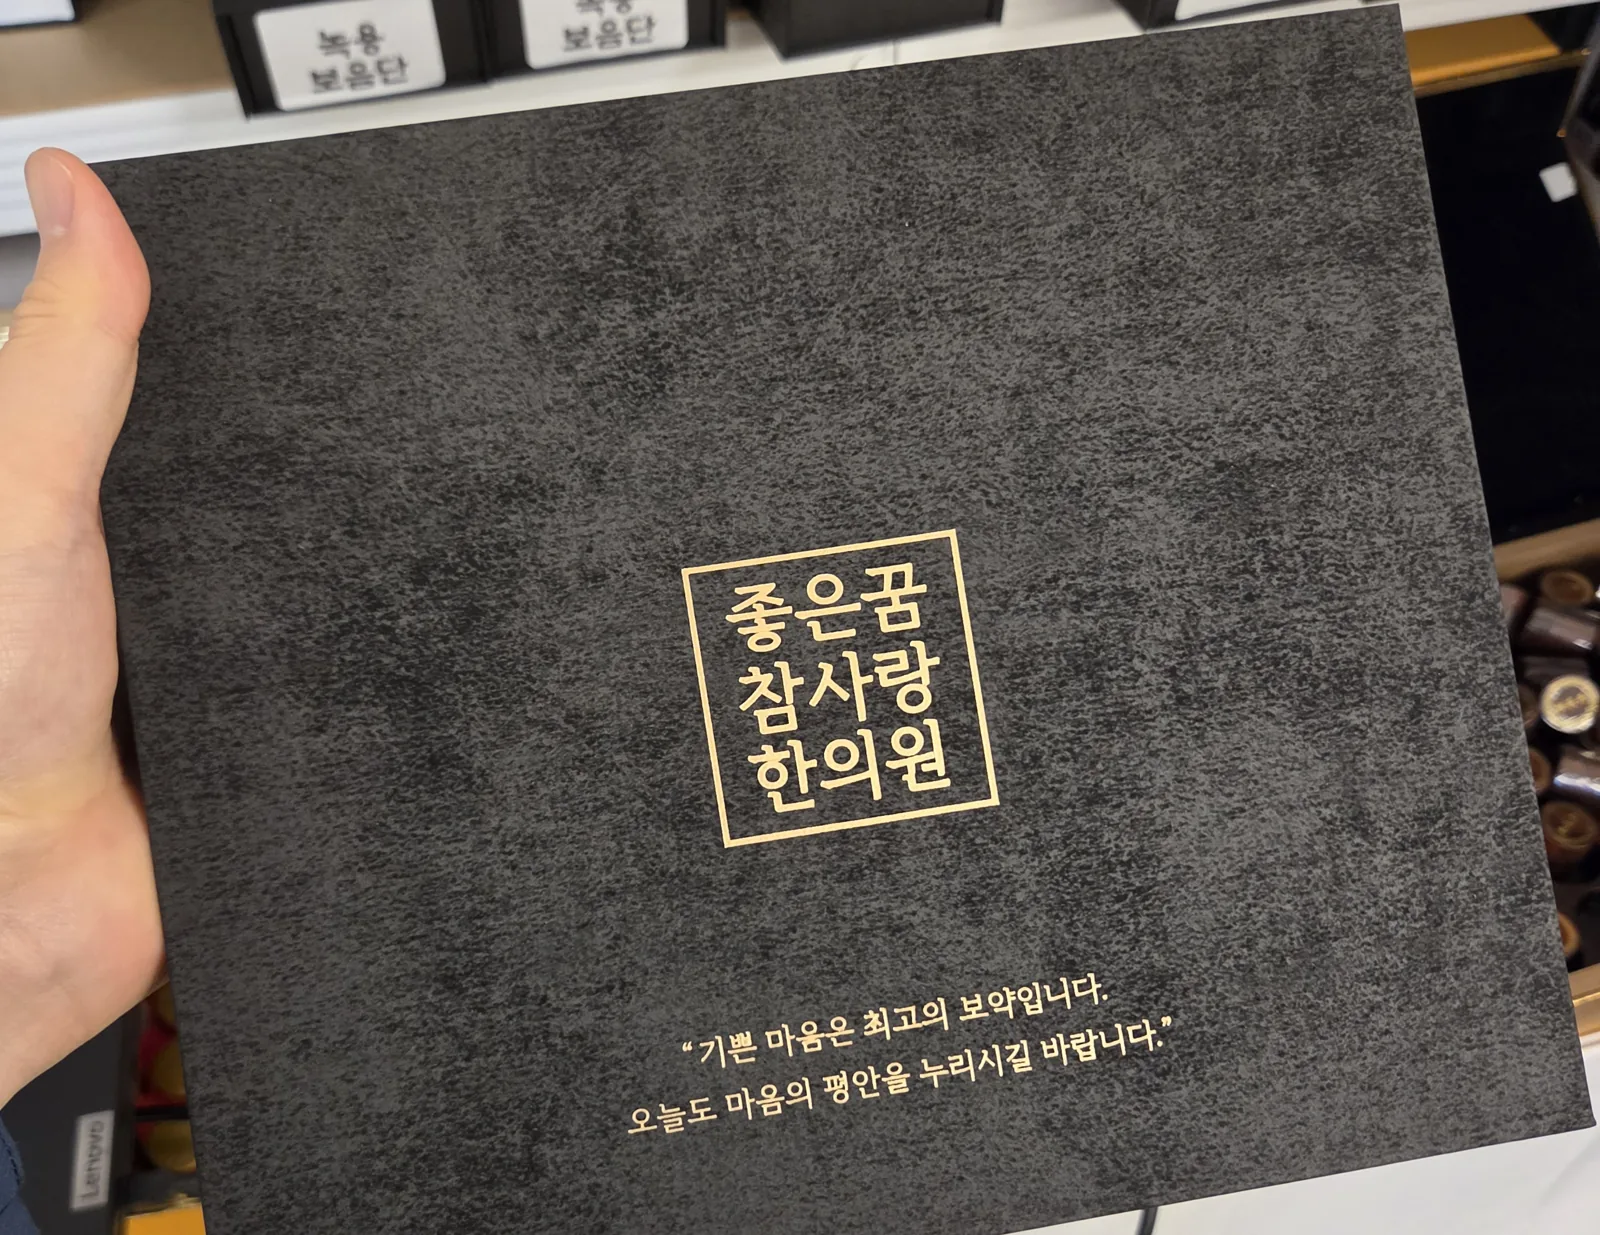 녹용
보음단
녹용
보음단
좋은꿈
참사랑
한의원
“기쁜 마음은 최고의 보약입니다.
오늘도 마음의 평안을 누리시길 바랍니다.”
Lenovo